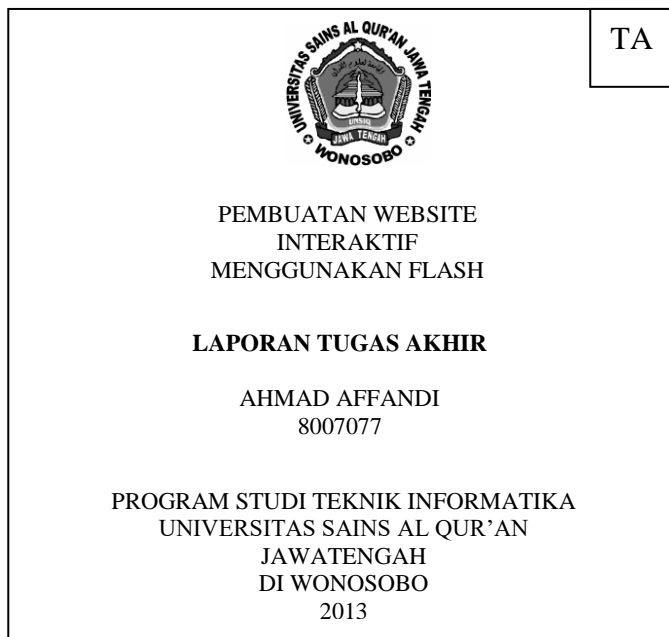 TA
UNIVERSITAS SAINS AL QUR'AN JAWA TENGAH
UNSIQ
JAWA TENGAH
WONOSOBO
PEMBUATAN WEBSITE
INTERAKTIF
MENGGUNAKAN FLASH
LAPORAN TUGAS AKHIR
AHMAD AFFANDI
8007077
PROGRAM STUDI TEKNIK INFORMATIKA
UNIVERSITAS SAINS AL QUR’AN
JAWATENGAH
DI WONOSOBO
2013